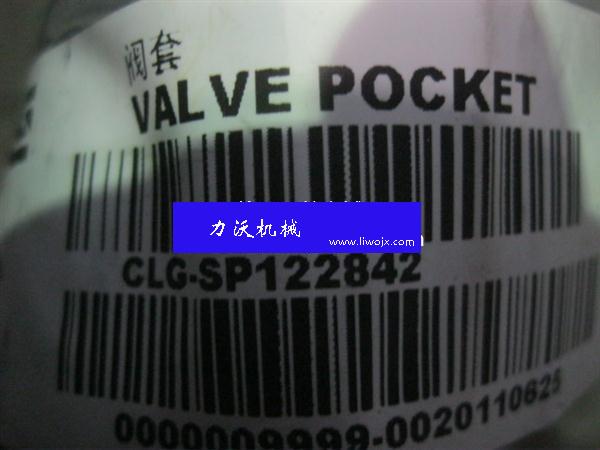 阀套
VALVE POCKET
力沃机械
www.liwojx.com
CLG-SP122842
0000009999-0020110625